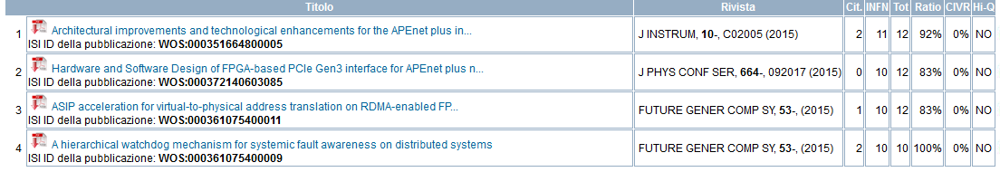 Titolo Rivista Cit. INFN Tot Ratio CIVR Hi-Q
1 Architectural improvements and technological enhancements for the APEnet plus in... J INSTRUM, 10-, C02005 (2015) 2 11 12 92% 0% NO
ISI ID della pubblicazione: WOS:000351664800005
2 Hardware and Software Design of FPGA-based PCIe Gen3 interface for APEnet plus n... J PHYS CONF SER, 664-, 092017 (2015) 0 10 12 83% 0% NO
ISI ID della pubblicazione: WOS:000372140603085
3 ASIP acceleration for virtual-to-physical address translation on RDMA-enabled FP... FUTURE GENER COMP SY, 53-, (2015) 1 10 12 83% 0% NO
ISI ID della pubblicazione: WOS:000361075400011
4 A hierarchical watchdog mechanism for systemic fault awareness on distributed systems FUTURE GENER COMP SY, 53-, (2015) 2 10 10 100% 0% NO
ISI ID della pubblicazione: WOS:000361075400009